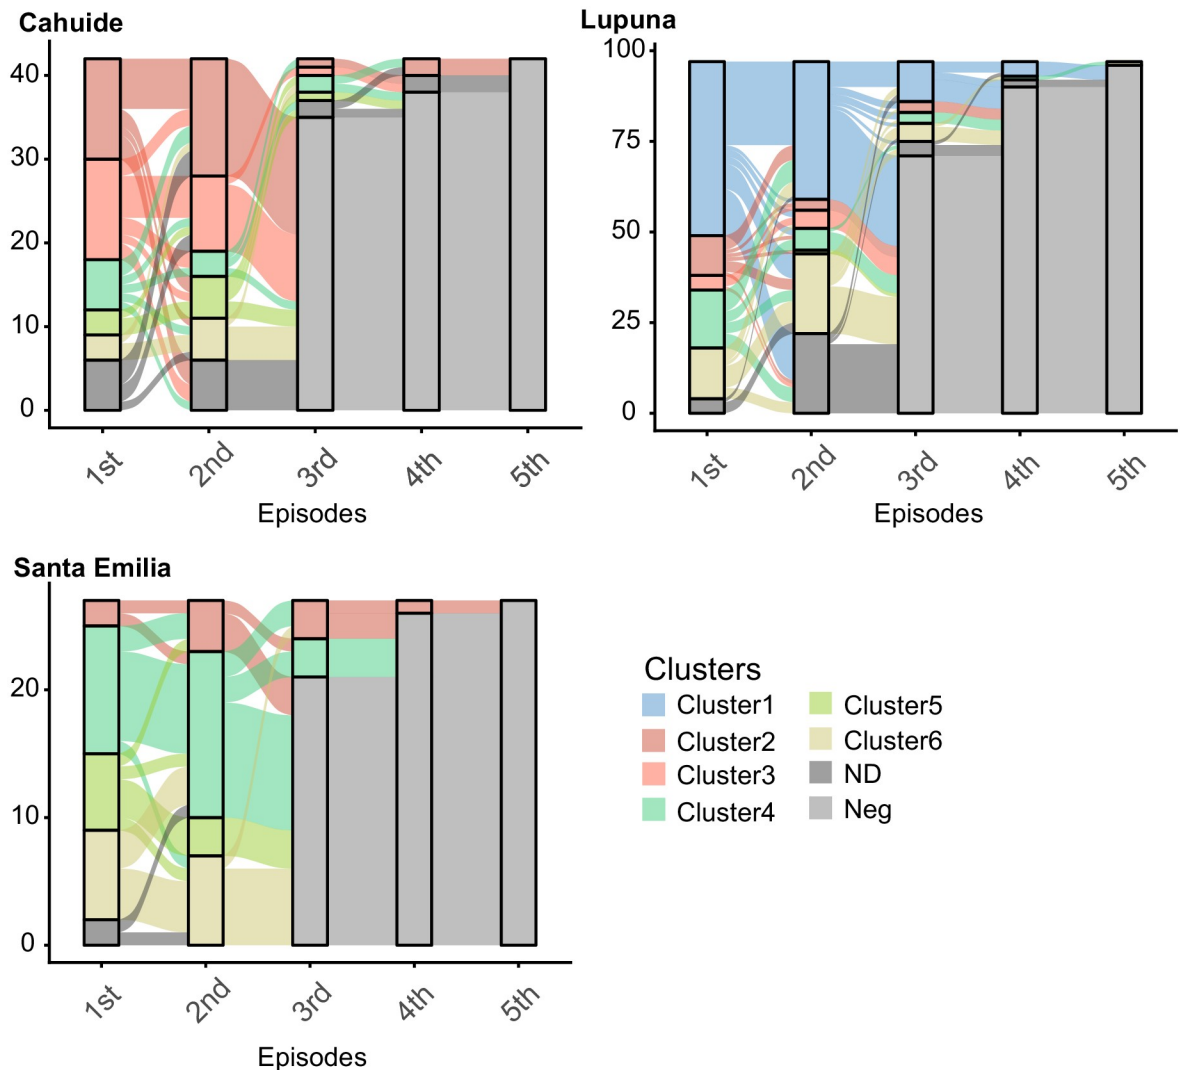 Cahuide
40
30
20
10
0
1st 2nd 3rd 4th 5th
Episodes
Lupuna
100
75
50
25
0
1st 2nd 3rd 4th 5th
Episodes
Santa Emilia
20
10
0
1st 2nd 3rd 4th 5th
Episodes
Clusters
Cluster1 Cluster5
Cluster2 Cluster6
Cluster3 ND
Cluster4 Neg